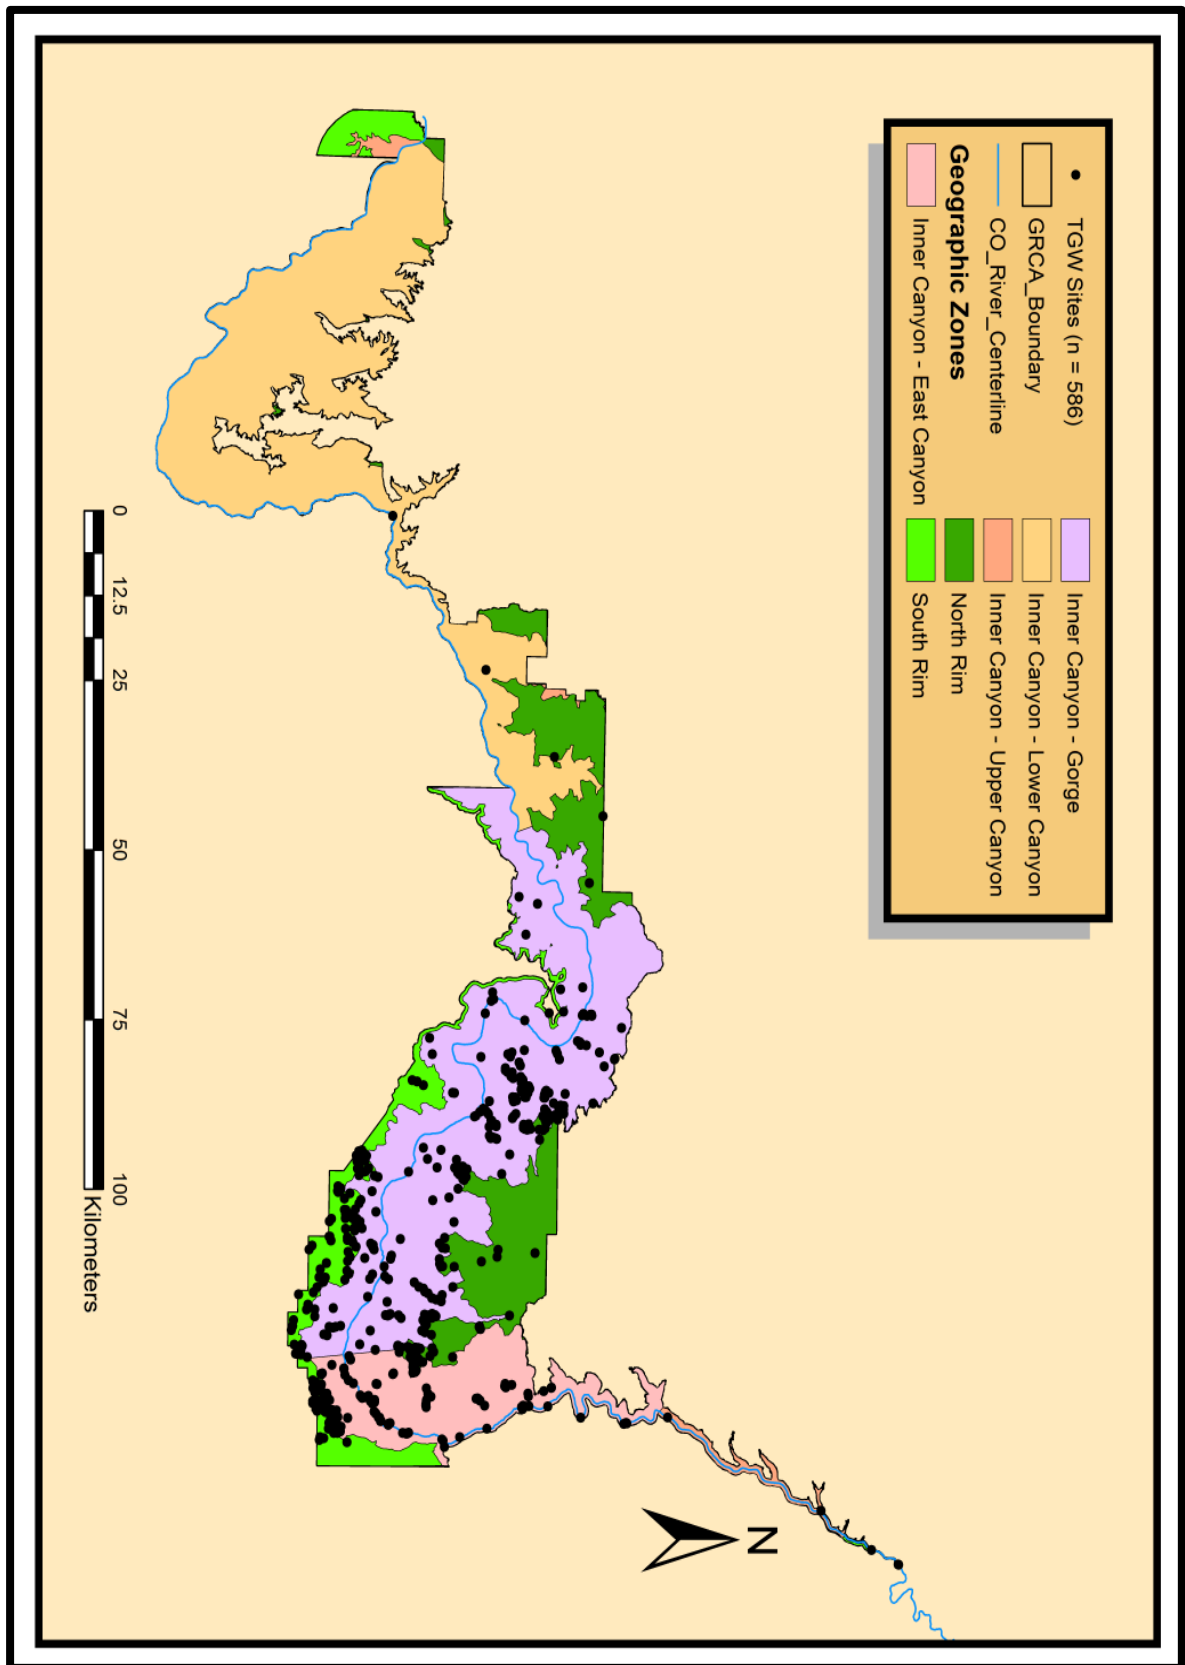 TGW Sites (n = 586)
GRCA_Boundary
CO_River_Centerline
Geographic Zones
Inner Canyon - East Canyon
Inner Canyon - Gorge
Inner Canyon - Lower Canyon
Inner Canyon - Upper Canyon
North Rim
South Rim
N
0 12.5 25 50 75 100
Kilometers